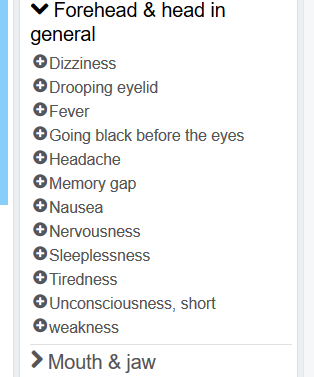 Forehead & head in
general
Dizziness
Drooping eyelid
Fever
Going black before the eyes
Headache
Memory gap
Nausea
Nervousness
Sleeplessness
Tiredness
Unconsciousness, short
weakness
Mouth & jaw